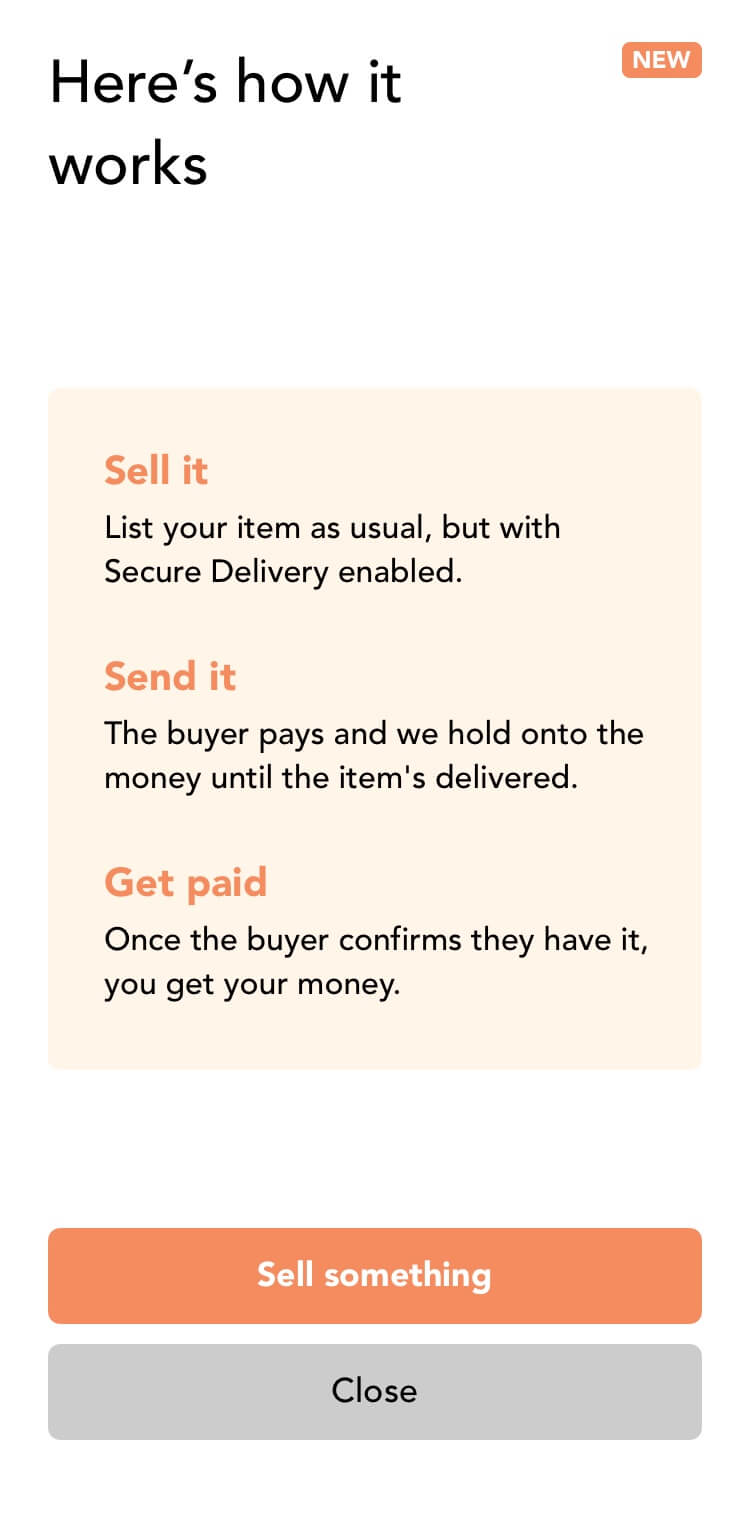 Here’s how it
works
NEW
Sell it
List your item as usual, but with
Secure Delivery enabled.
Send it
The buyer pays and we hold onto the
money until the item's delivered.
Get paid
Once the buyer confirms they have it,
you get your money.
Sell something
Close